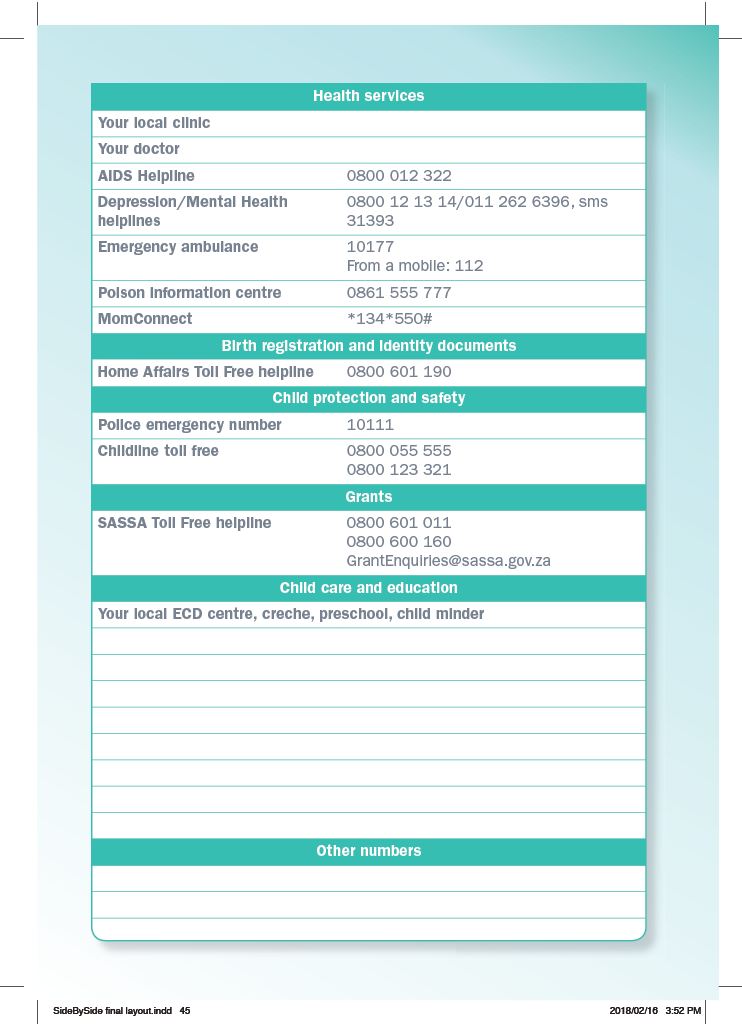 Health services
Your local clinic
Your doctor
AIDS Helpline 0800 012 322
Depression/Mental Health 0800 12 13 14/011 262 6396, sms
helplines 31393
Emergency ambulance 10177
From a mobile: 112
Poison Information centre 0861 555 777
MomConnect *134*550#
Birth registration and identity documents
Home Affairs Toll Free helpline 0800 601 190
Child protection and safety
Police emergency number 10111
Childline toll free 0800 055 555
0800 123 321
Grants
SASSA Toll Free helpline 0800 601 011
0800 600 160
GrantEnquiries@sassa.gov.za
Child care and education
Your local ECD centre, creche, preschool, child minder
Other numbers
SideBySide final layout.indd 45 2018/02/16 3:52 PM